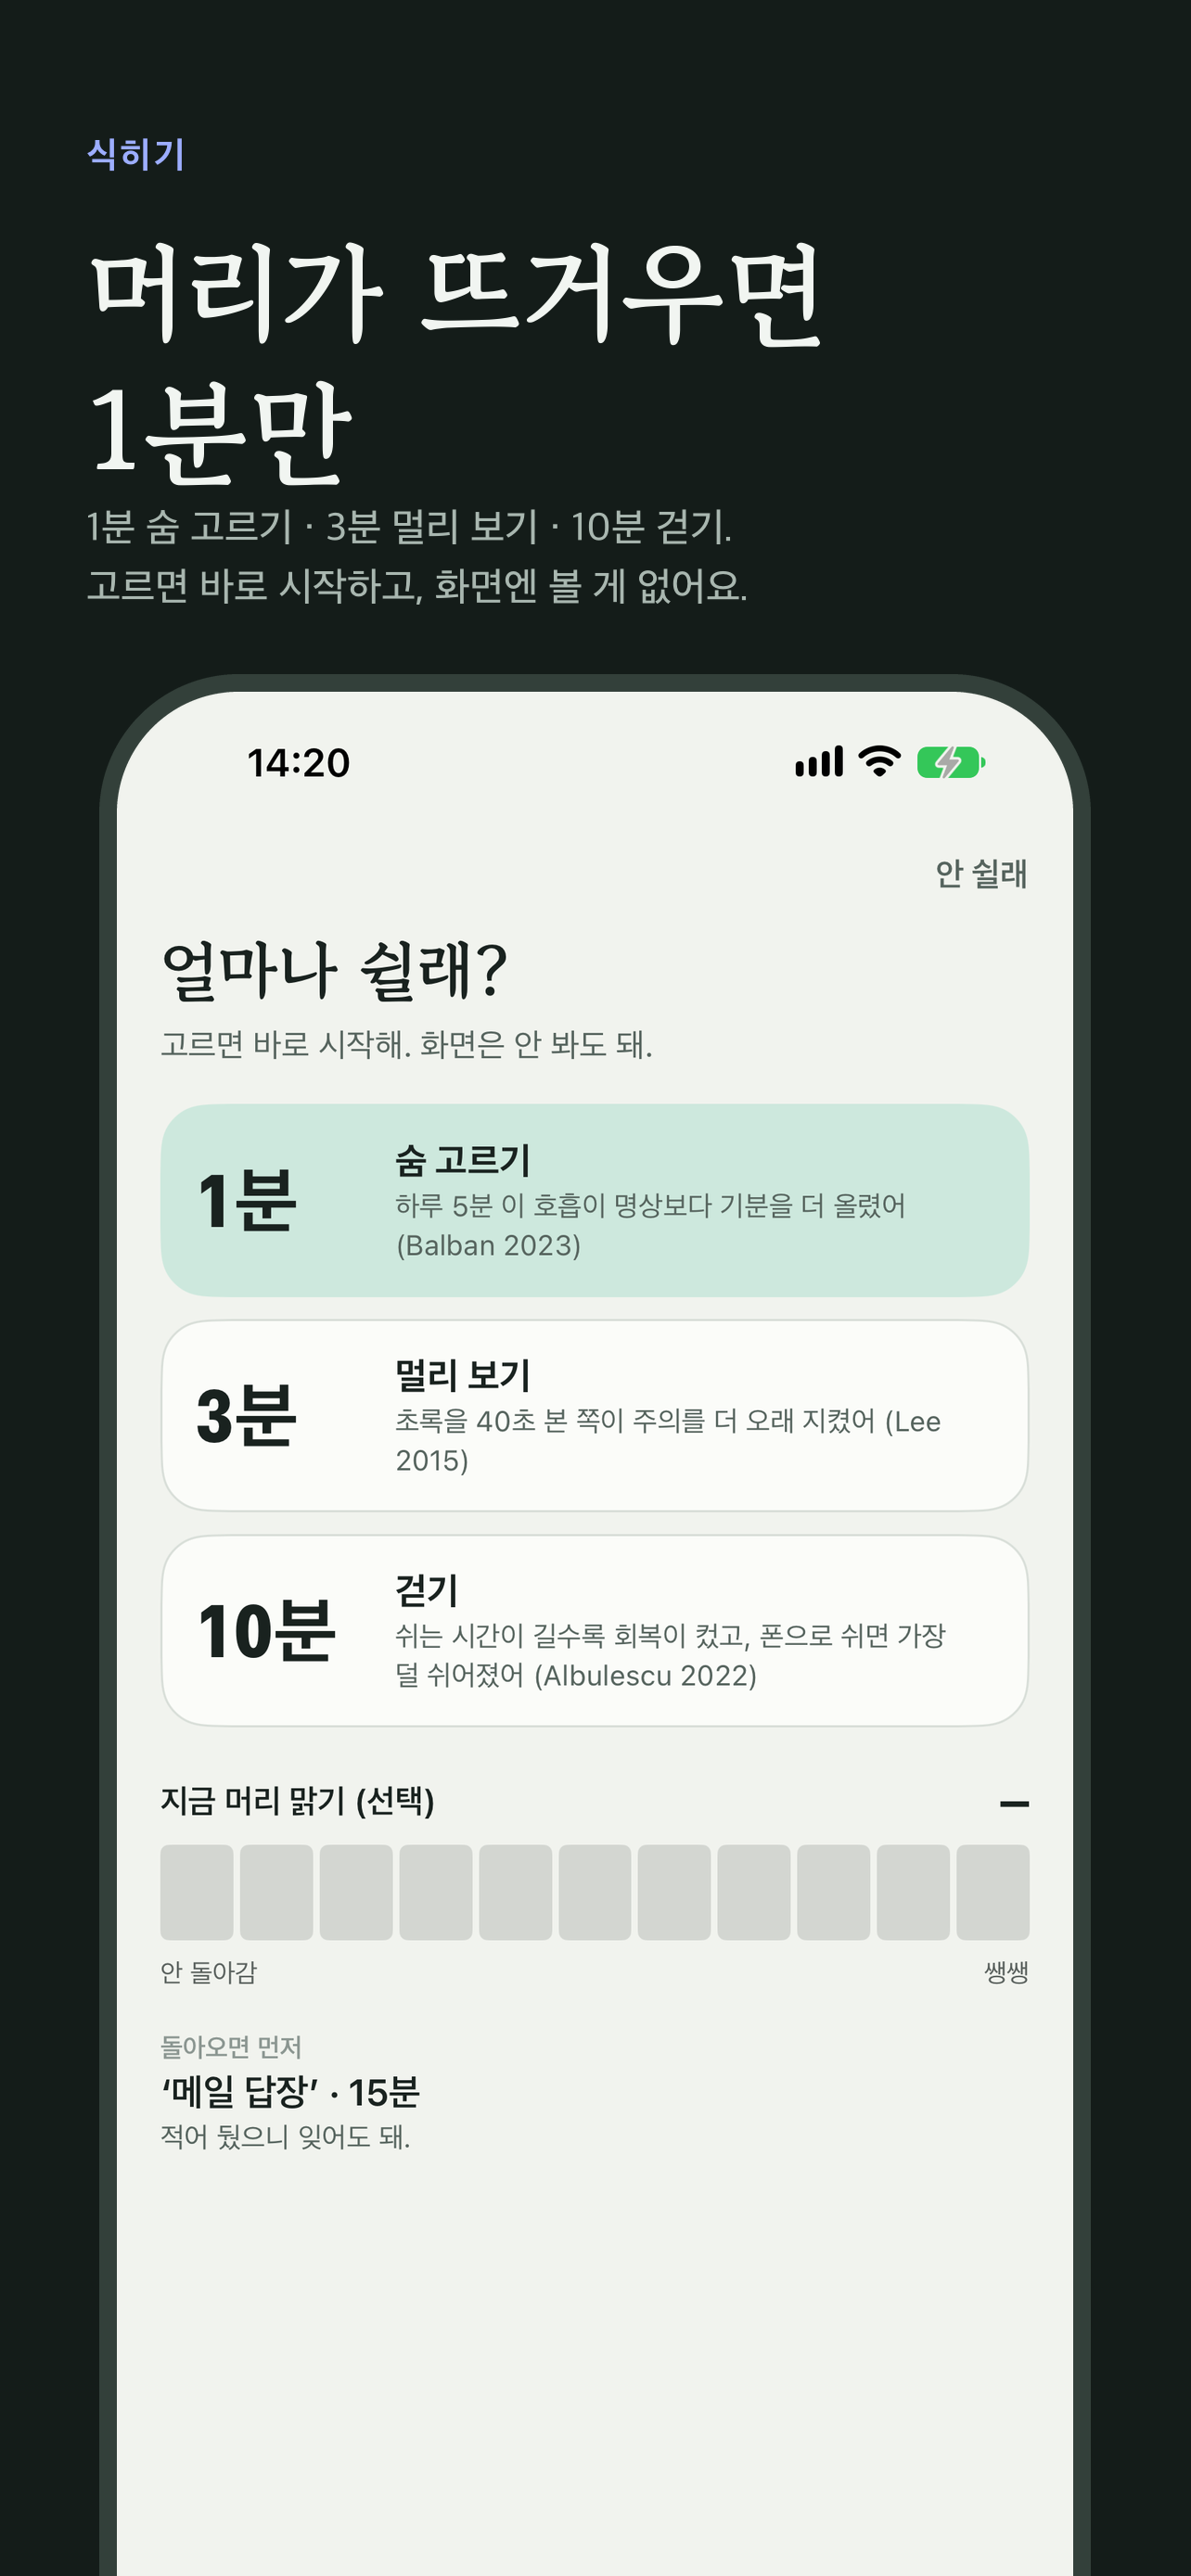 식히기
머리가 뜨거우면
1분만
1분 숨 고르기 · 3분 멀리 보기 · 10분 걷기.
고르면 바로 시작하고, 화면엔 볼 게 없어요.
14:20
안 쉴래
얼마나 쉴래?
고르면 바로 시작해. 화면은 안 봐도 돼.
1분
숨 고르기
하루 5분 이 호흡이 명상보다 기분을 더 올렸어
(Balban 2023)
3분
멀리 보기
초록을 40초 본 쪽이 주의를 더 오래 지켰어 (Lee
2015)
10분
걷기
쉬는 시간이 길수록 회복이 컸고, 폰으로 쉬면 가장
덜 쉬어졌어 (Albulescu 2022)
지금 머리 맑기 (선택) –
안 돌아감 쌩쌩
돌아오면 먼저
‘메일 답장’ · 15분
적어 뒀으니 잊어도 돼.